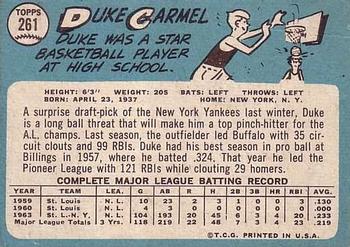 TOPPS
261
DUKE CARMEL
DUKE WAS A STAR
BASKETBALL PLAYER
AT HIGH SCHOOL.
HEIGHT: 6'3" WEIGHT: 205 BATS: LEFT THROWS: LEFT
BORN: APRIL 23, 1937 HOME: NEW YORK, N. Y.
A surprise draft-pick of the New York Yankees last winter, Duke
is a long ball threat that will make him a top pinch-hitter for the
A.L. champs. Last season, the outfielder led Buffalo with 35 cir-
cuit clouts and 99 RBIs. Duke had his best season in pro ball at
Billings in 1957, where he batted .324. That year he led the
Pioneer League with 121 RBIs while clouting 29 homers.
COMPLETE MAJOR LEAGUE BATTING RECORD
YEAR TEAM LEA. G AB R H 2B 3B HR RBI AVG.
1959 St. Louis N.L. 10 23 2 3 1 0 0 3 .130
1960 St. Louis N.L. 4 3 0 0 0 0 0 0 .000
1963 St. L.-N.Y. N.L. 104 193 20 45 6 3 4 20 .233
Major League Totals 3 Yrs. 118 219 22 48 7 3 4 23 .219
©T.C.G. PRINTED IN U.S.A.